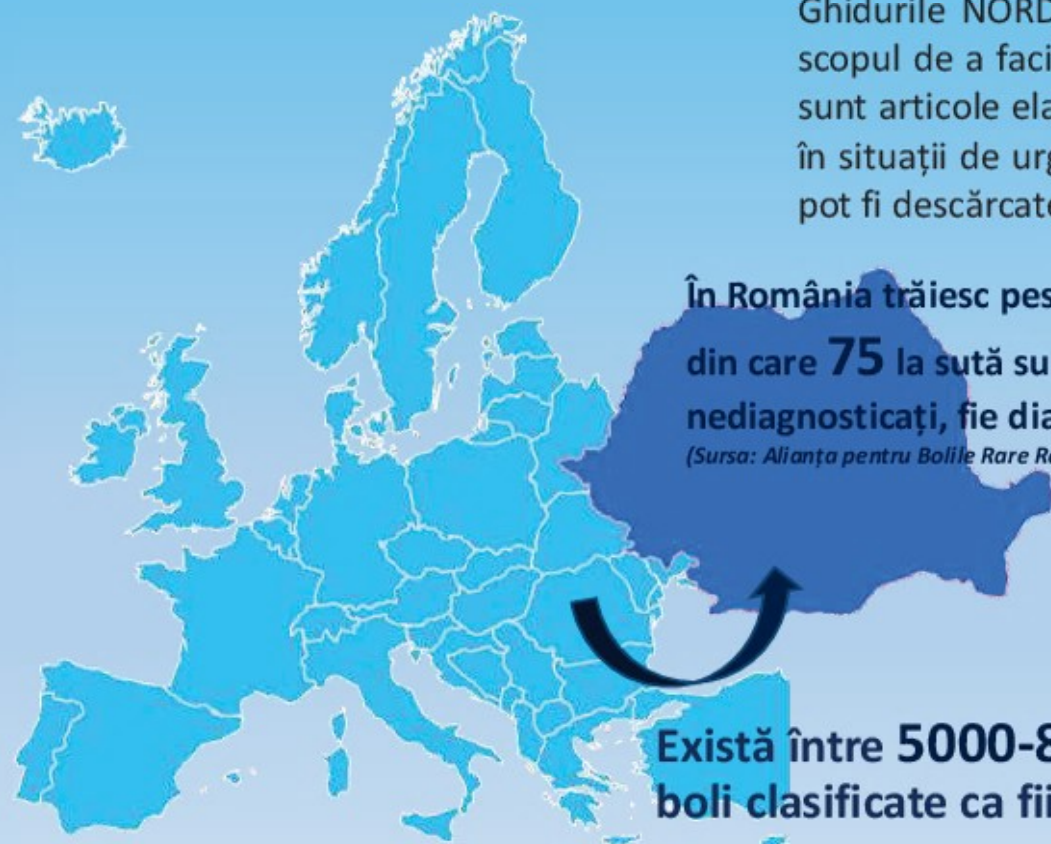 Ghidurile NORD
scopul de a faci
sunt articole ela
în situații de urg
pot fi descărcate
În România trăiesc pes
din care 75 la sută su
nediagnosticați, fie dia
(Sursa: Alianța pentru Bolile Rare Ro
Există între 5000-8
boli clasificate ca fii